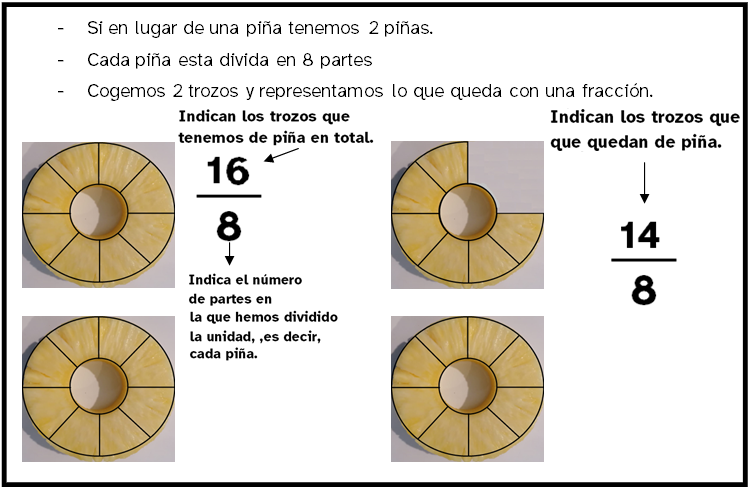 - Si en lugar de una piña tenemos 2 piñas.
- Cada piña esta divida en 8 partes
- Cogemos 2 trozos y representamos lo que queda con una fracción.
Indican los trozos que
tenemos de piña en total.
16
8
Indica el número
de partes en
la que hemos dividido
la unidad, ,es decir,
cada piña.
Indican los trozos que
que quedan de piña.
14
8